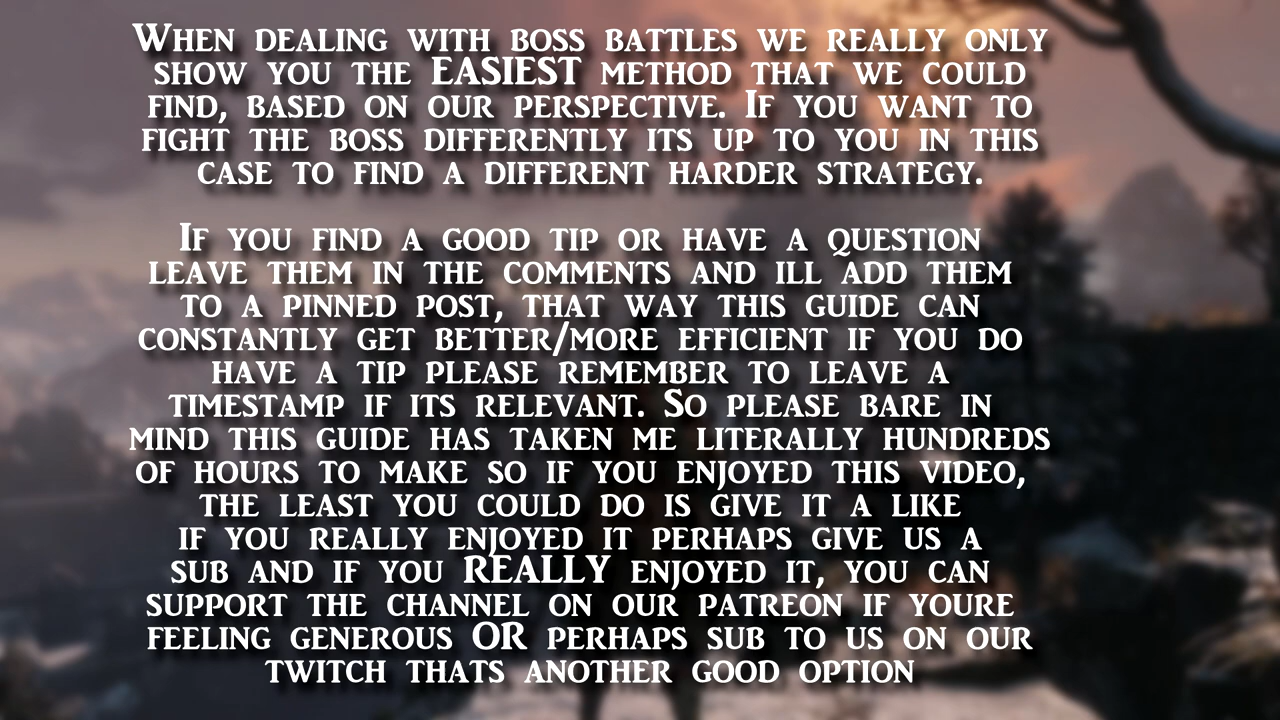 When dealing with boss battles we really only
show you the EASIEST method that we could
find, based on our perspective. If you want to
fight the boss differently its up to you in this
case to find a different harder strategy.
If you find a good tip or have a question
leave them in the comments and ill add them
to a pinned post, that way this guide can
constantly get better/more efficient if you do
have a tip please remember to leave a
timestamp if its relevant. So please bare in
mind this guide has taken me literally hundreds
of hours to make so if you enjoyed this video,
the least you could do is give it a like
if you really enjoyed it perhaps give us a
sub and if you REALLY enjoyed it, you can
support the channel on our patreon if youre
feeling generous OR perhaps sub to us on our
twitch thats another good option